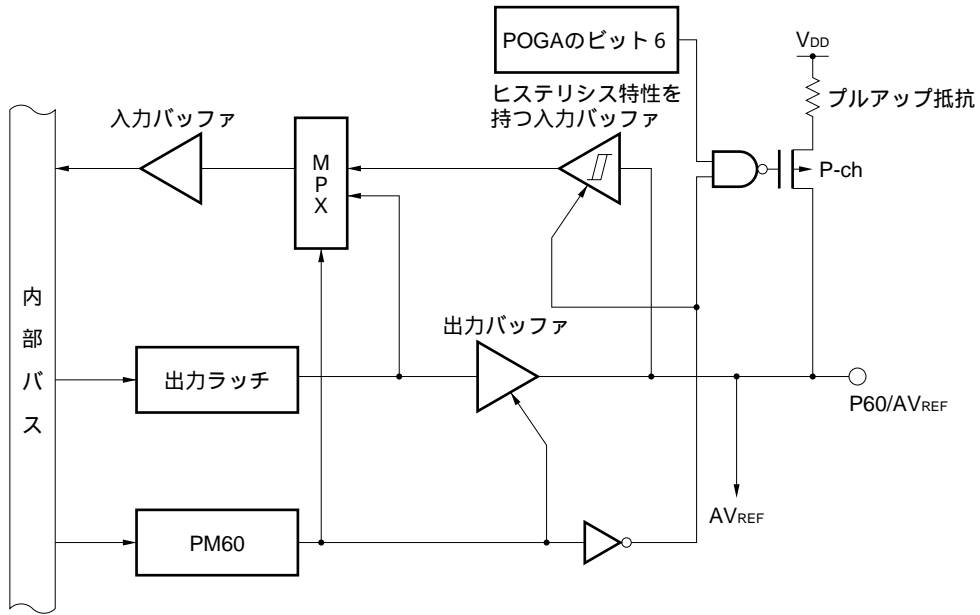 POGAのビット6
VDD
プルアップ抵抗
ヒステリシス特性を
持つ入力バッファ
入力バッファ
M
P
X
P-ch
内
部
バ
ス
出力バッファ
出力ラッチ
P60/AVREF
AVREF
PM60